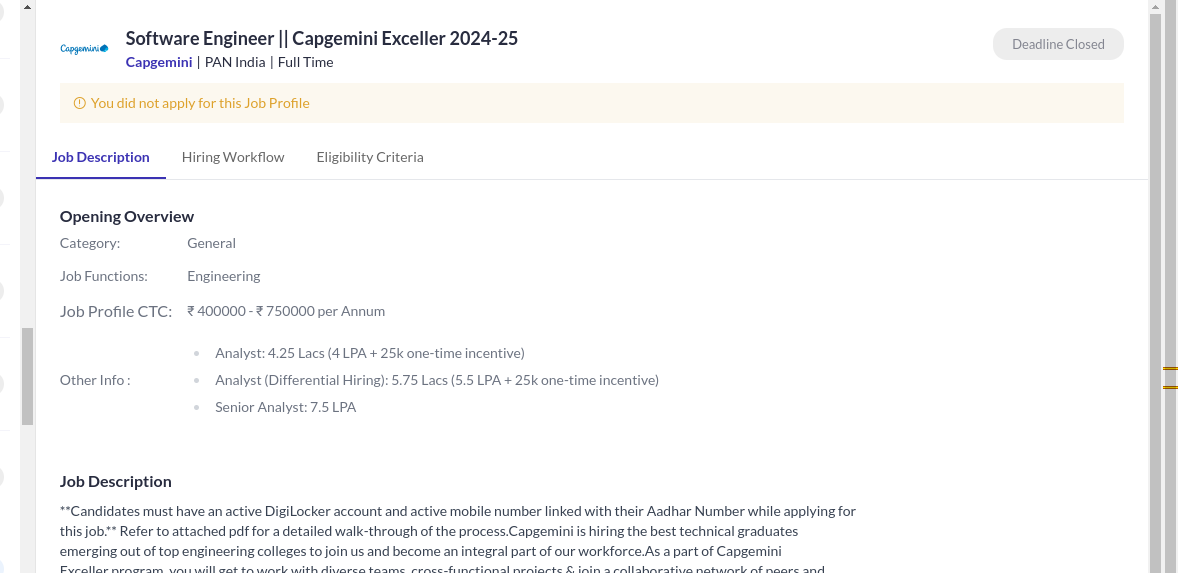 Capgemini
Software Engineer || Capgemini Exceller 2024-25
Capgemini | PAN India | Full Time
Deadline Closed
You did not apply for this Job Profile
Job Description Hiring Workflow Eligibility Criteria
Opening Overview
Category: General
Job Functions: Engineering
Job Profile CTC: ₹ 400000 - ₹ 750000 per Annum
Other Info :
• Analyst: 4.25 Lacs (4 LPA + 25k one-time incentive)
• Analyst (Differential Hiring): 5.75 Lacs (5.5 LPA + 25k one-time incentive)
• Senior Analyst: 7.5 LPA
Job Description
**Candidates must have an active DigiLocker account and active mobile number linked with their Aadhar Number while applying for
this job.** Refer to attached pdf for a detailed walk-through of the process.Capgemini is hiring the best technical graduates
emerging out of top engineering colleges to join us and become an integral part of our workforce.As a part of Capgemini
Exceller program, you will get to work with diverse teams, cross-functional projects & join a collaborative network of peers and